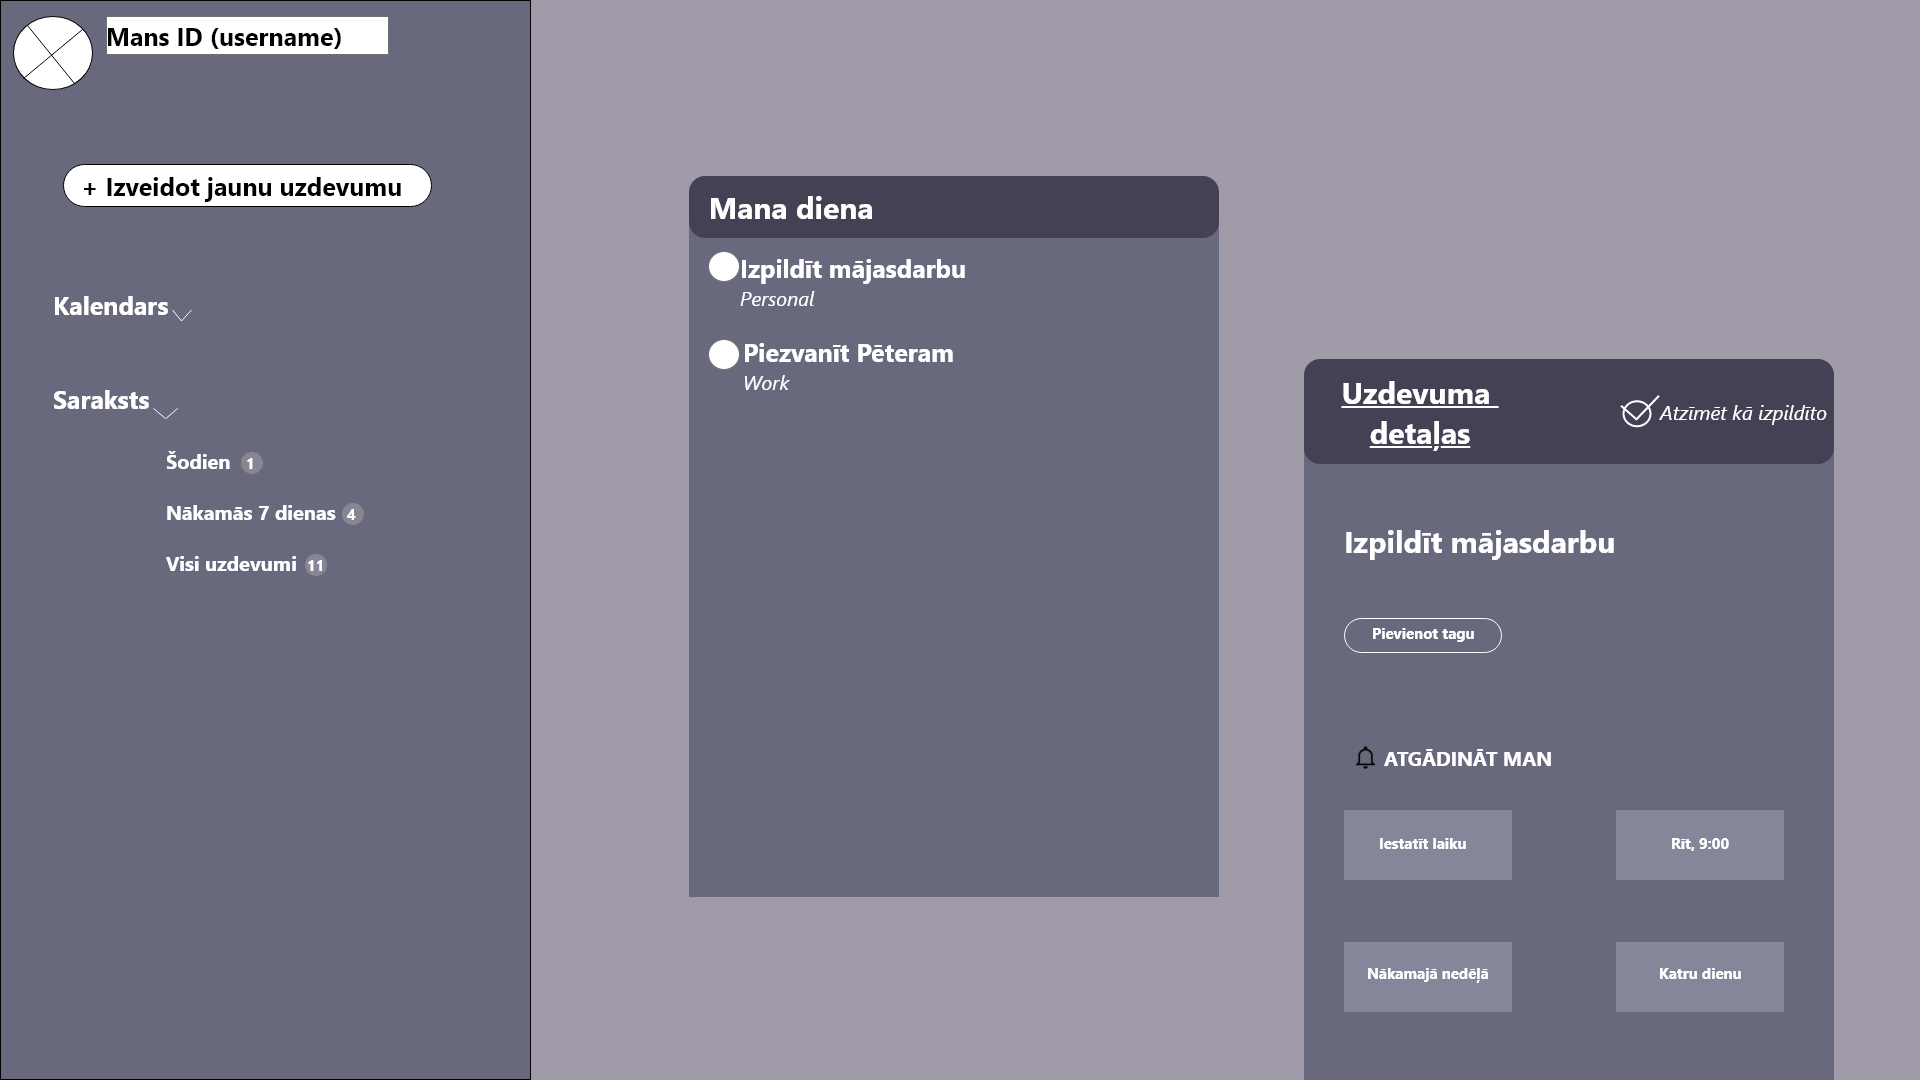 Mans ID (username)
+ Izveidot jaunu uzdevumu
Kalendars
Saraksts
Šodien 1
Nākamās 7 dienas 4
Visi uzdevumi 11
Mana diena
Izpildīt mājasdarbu
Personal
Piezvanīt Pēteram
Work
Uzdevuma
detaļas
Atzīmēt kā izpildīto
Izpildīt mājasdarbu
Pievienot tagu
ATGĀDINĀT MAN
Iestatīt laiku
Rīt, 9:00
Nākamajā nedēļā
Katru dienu